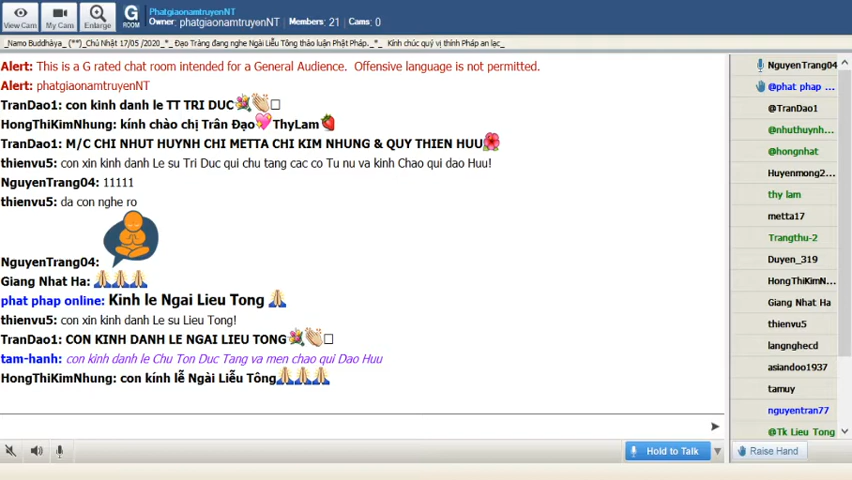 View Cam
My Cam
Enlarge
G
ROOM
PhatgiaonamtruyenNT
Owner: phatgiaonamtruyenNT Members: 21 Cams: 0
_Namo Buddhàya_ (**)_Chủ Nhật 17/05 /2020_*_ Đạo Tràng đang nghe Ngài Liễu Tông thảo luận Phật Pháp._*_ Kính chúc quý vị thính Pháp an lạc_
Alert: This is a G rated chat room intended for a General Audience. Offensive language is not permitted.
Alert: phatgiaonamtruyenNT
TranDao1: con kinh danh le TT TRI DUC
HongThiKimNhung: kính chào chị Trân Đạo ThyLam
TranDao1: M/C CHI NHUT HUYNH CHI METTA CHI KIM NHUNG & QUY THIEN HUU
thienvu5: con xin kinh danh Le su Tri Duc qui chu tang cac co Tu nu va kinh Chao qui dao Huu!
NguyenTrang04: 11111
thienvu5: da con nghe ro
NguyenTrang04:
Giang Nhat Ha:
phat phap online: Kinh le Ngai Lieu Tong
thienvu5: con xin kinh danh Le su Lieu Tong!
TranDao1: CON KINH DANH LE NGAI LIEU TONG
tam-hanh: con kinh danh le Chu Ton Duc Tang va men chao qui Dao Huu
HongThiKimNhung: con kính lễ Ngài Liễu Tông
NguyenTrang04
@phat phap ...
@TranDao1
@nhuthuynh...
@hongnhat
Huyenmong2...
thy lam
metta17
Trangthu-2
Duyen_319
HongThiKimN...
Giang Nhat Ha
thienvu5
langnghecd
asiandoo1937
tamuy
nguyentran77
@Tk Lieu Tong
Hold to Talk
Raise Hand